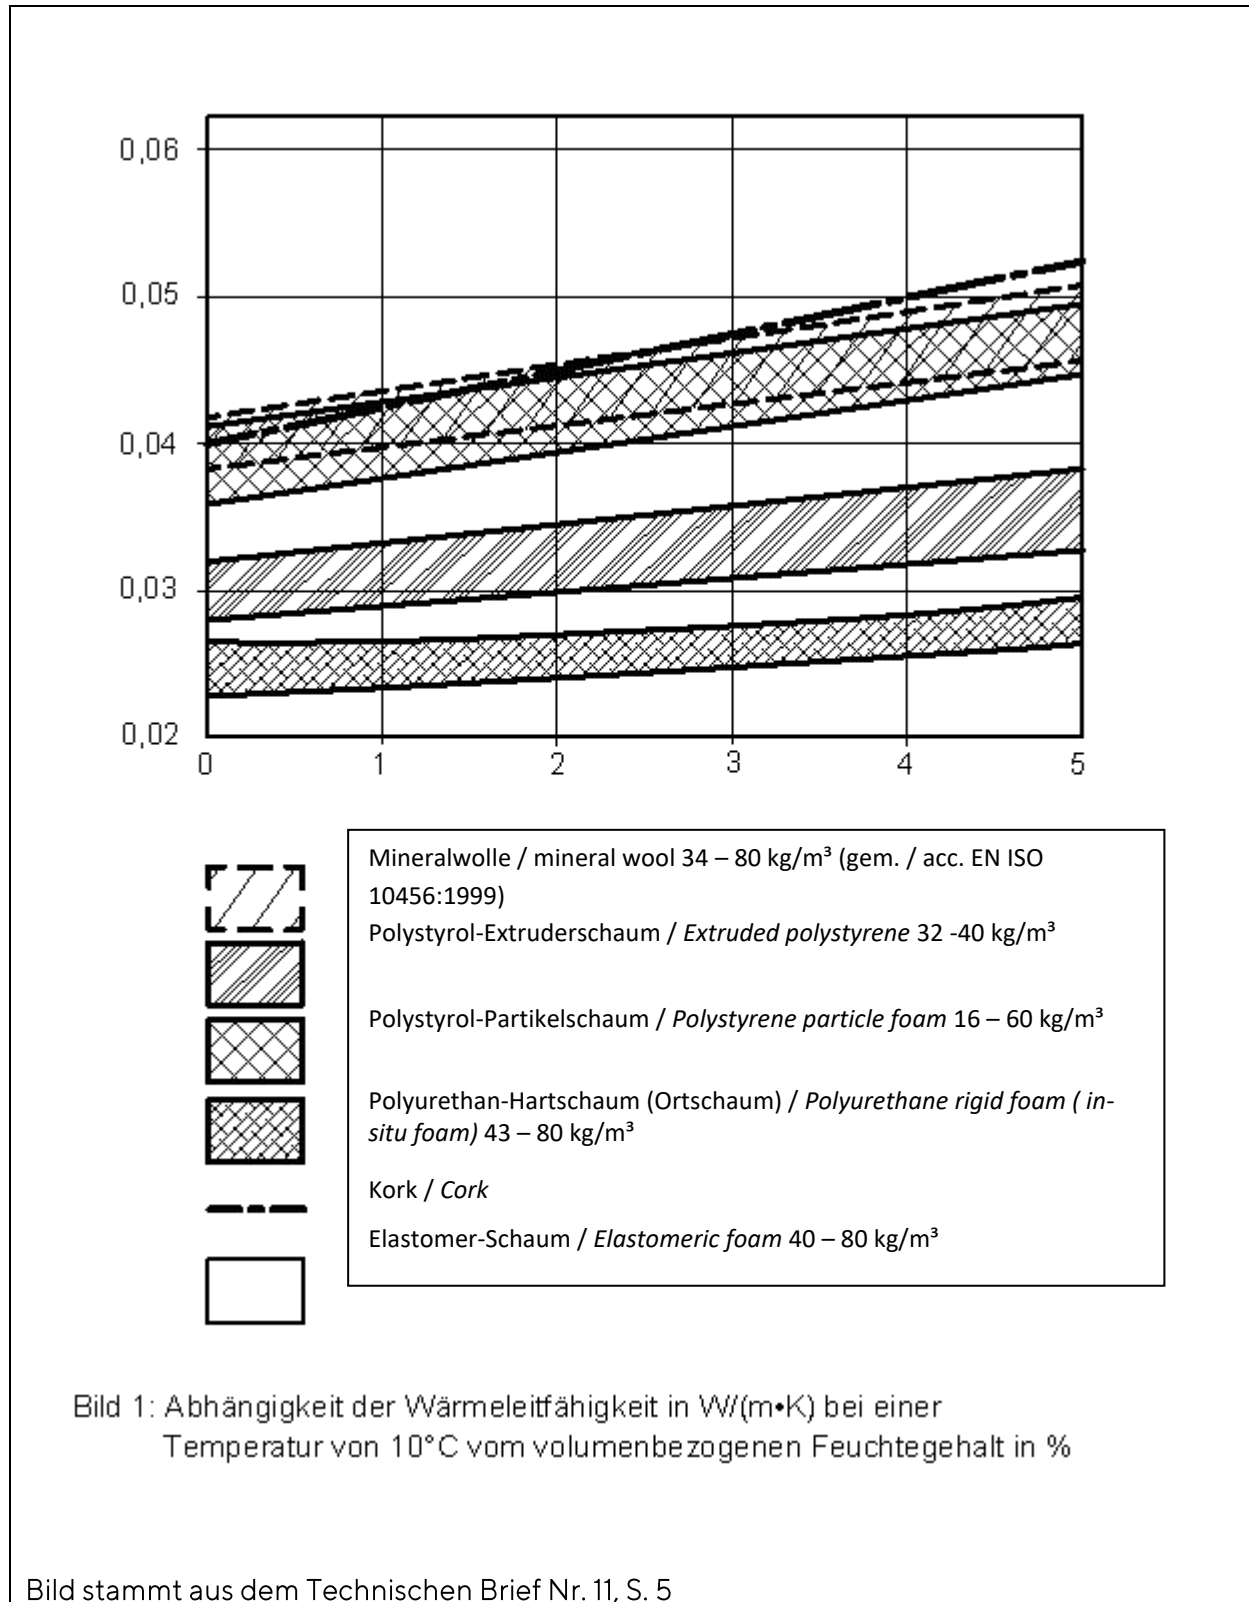 0,06
0,05
0,04
0,03
0,02
0 1 2 3 4 5
Mineralwolle / mineral wool 34 – 80 kg/m³ (gem. / acc. EN ISO
10456:1999)
Polystyrol-Extruderschaum / Extruded polystyrene 32 -40 kg/m³
Polystyrol-Partikelschaum / Polystyrene particle foam 16 – 60 kg/m³
Polyurethan-Hartschaum (Ortschaum) / Polyurethane rigid foam ( in-
situ foam) 43 – 80 kg/m³
Kork / Cork
Elastomer-Schaum / Elastomeric foam 40 – 80 kg/m³
Bild 1: Abhängigkeit der Wärmeleitfähigkeit in W/(m•K) bei einer
Temperatur von 10°C vom volumenbezogenen Feuchtegehalt in %
Bild stammt aus dem Technischen Brief Nr. 11, S. 5